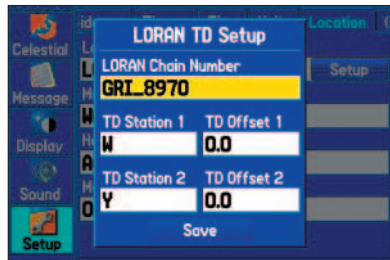 Location
LORAN TD Setup
Celestial
LORAN Chain Number
Setup
GRI_8970
Message
TD Station 1 TD Offset 1
W 0.0
Display
TD Station 2 TD Offset 2
Y 0.0
Sound
Save
Setup